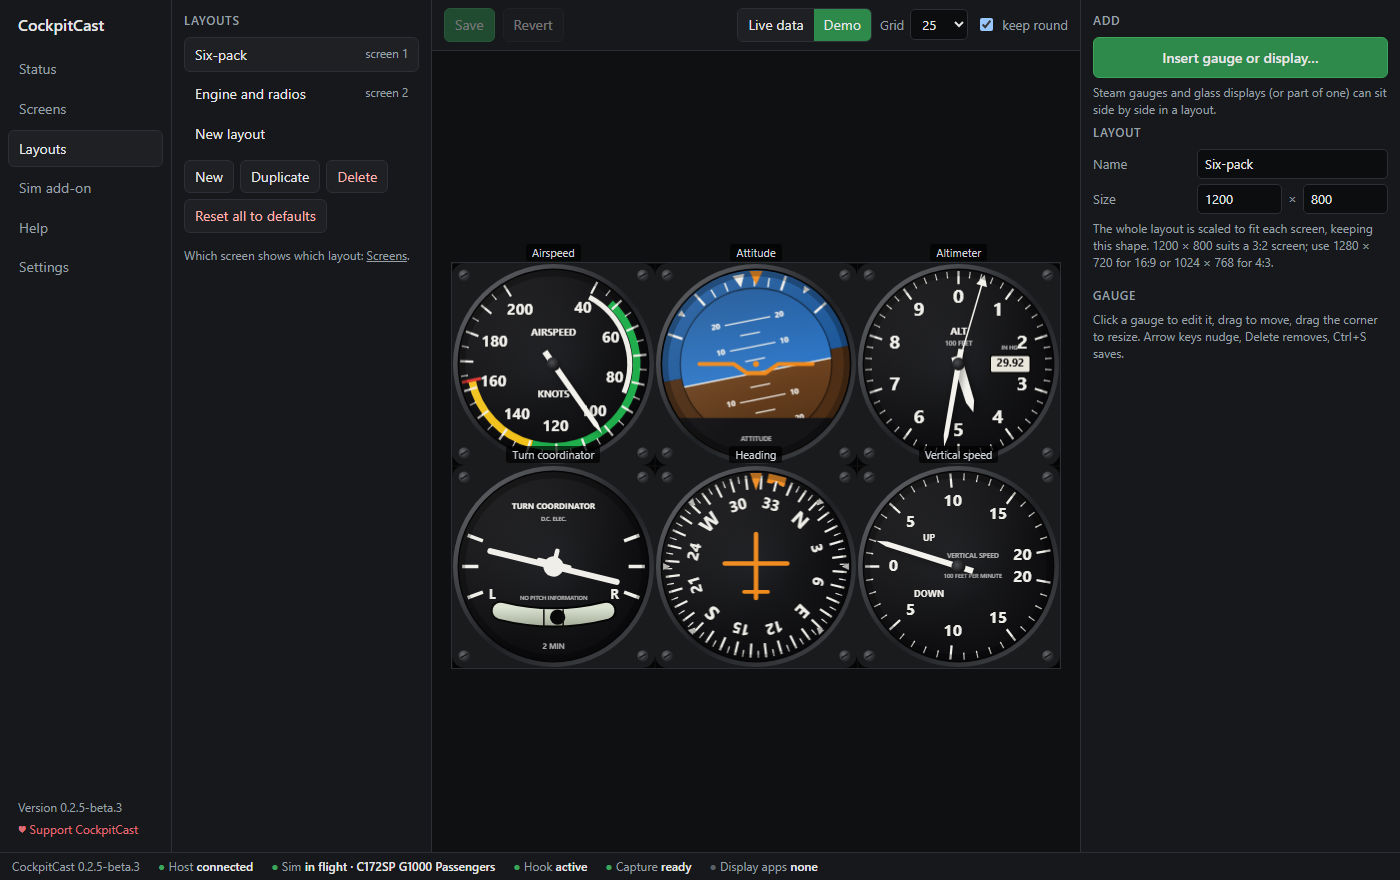 CockpitCast
Status
Screens
Layouts
Sim add-on
Help
Settings
Version 0.2.5-beta.3
♥ Support CockpitCast
LAYOUTS
Six-pack screen 1
Engine and radios screen 2
New layout
New Duplicate Delete
Reset all to defaults
Which screen shows which layout: Screens.
Save Revert Live data Demo Grid 25 keep round
Airspeed
200 40
AIRSPEED
180 60
160 80
KNOTS
140 100
120
Attitude
20 20
10 10
10 10
20
ATTITUDE
Altimeter
0
9 1
ALT
100 FEET
8 IN HG 2
29.92
7 3
6 4
5
Turn coordinator
TURN COORDINATOR
D.C. ELEC.
L NO PITCH INFORMATION R
2 MIN
Heading
30 33
W N
24 3
21 6
S E
15 12
Vertical speed
10
5 15
UP
VERTICAL SPEED
0 20
100 FEET PER MINUTE 20
DOWN
5 15
10
ADD
Insert gauge or display...
Steam gauges and glass displays (or part of one) can sit
side by side in a layout.
LAYOUT
Name Six-pack
Size 1200 × 800
The whole layout is scaled to fit each screen, keeping
this shape. 1200 × 800 suits a 3:2 screen; use 1280 ×
720 for 16:9 or 1024 × 768 for 4:3.
GAUGE
Click a gauge to edit it, drag to move, drag the corner
to resize. Arrow keys nudge, Delete removes, Ctrl+S
saves.
CockpitCast 0.2.5-beta.3 Host connected Sim in flight · C172SP G1000 Passengers Hook active Capture ready Display apps none